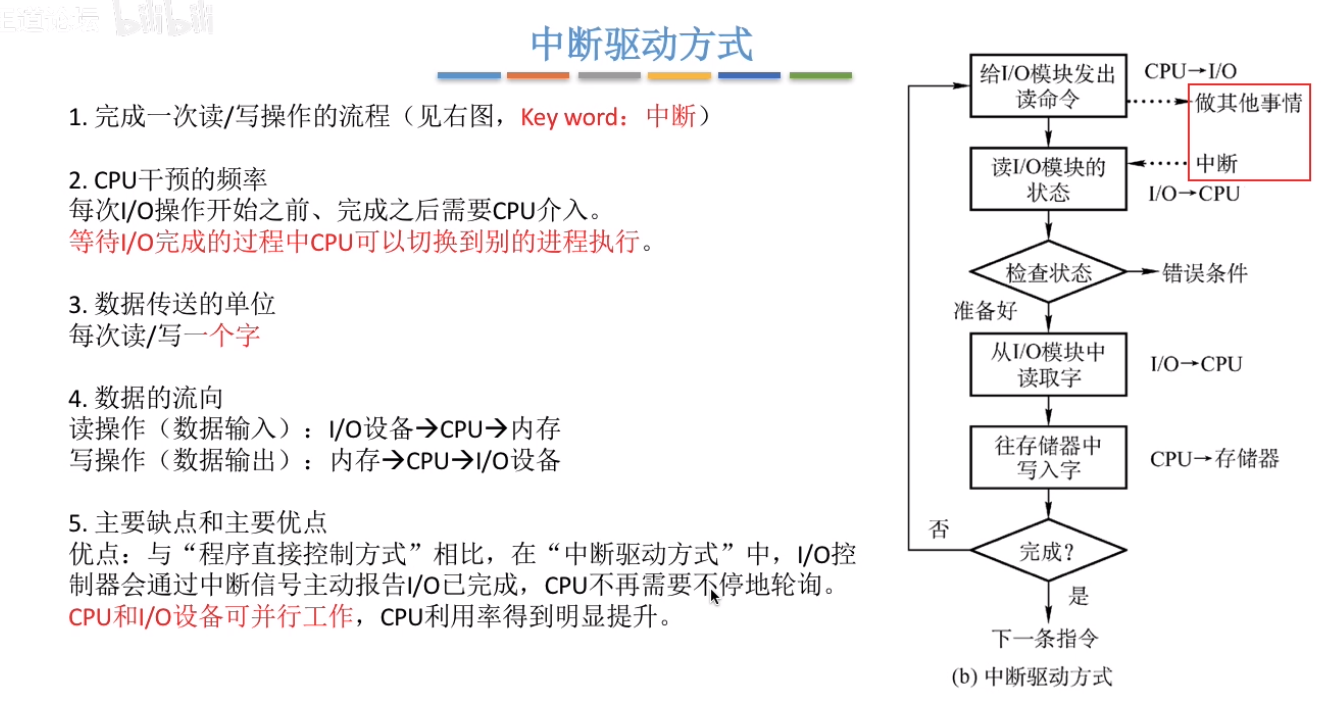 王道论坛 bilibili
中断驱动方式
1. 完成一次读/写操作的流程（见右图，Key word：中断）
2. CPU干预的频率
每次I/O操作开始之前、完成之后需要CPU介入。
等待I/O完成的过程中CPU可以切换到别的进程执行。
3. 数据传送的单位
每次读/写一个字
4. 数据的流向
读操作（数据输入）：I/O设备→CPU→内存
写操作（数据输出）：内存→CPU→I/O设备
5. 主要缺点和主要优点
优点：与“程序直接控制方式”相比，在“中断驱动方式”中，I/O控
制器会通过中断信号主动报告I/O已完成，CPU不再需要不停地轮询。
CPU和I/O设备可并行工作，CPU利用率得到明显提升。
给I/O模块发出
读命令
CPU→I/O
做其他事情
读I/O模块的
状态
中断
I/O→CPU
检查状态
错误条件
准备好
从I/O模块中
读取字
I/O→CPU
往存储器中
写入字
CPU→存储器
否
完成？
是
下一条指令
(b) 中断驱动方式